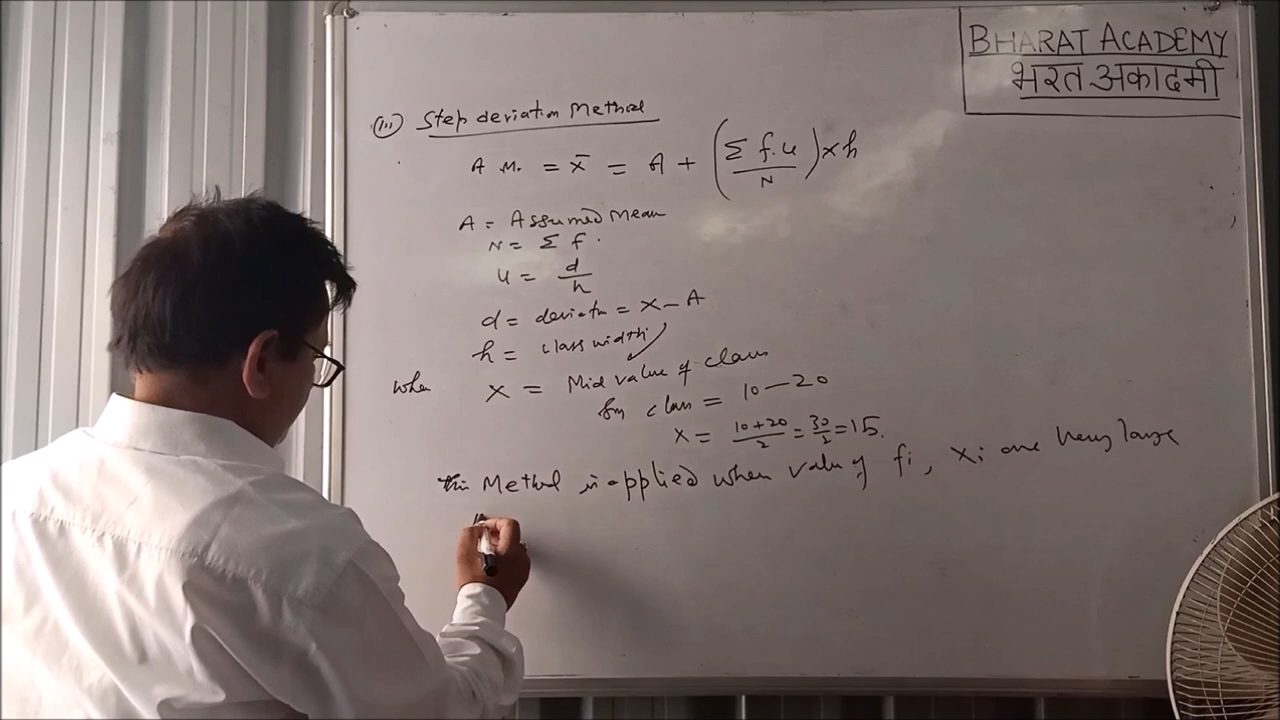 BHARAT ACADEMY
भरत अकादमी
(iii) Step deviation Method
A M. = x̄ = A + (Σ f.u / N) × h
A = Assumed Mean
N = Σ f.
u = d/h
d = deviatn = x - A
h = class width
when x = Mid value of class
for class = 10-20
x = 10+20/2 = 30/2 = 15.
this Method is applied when value of fi, xi are very large